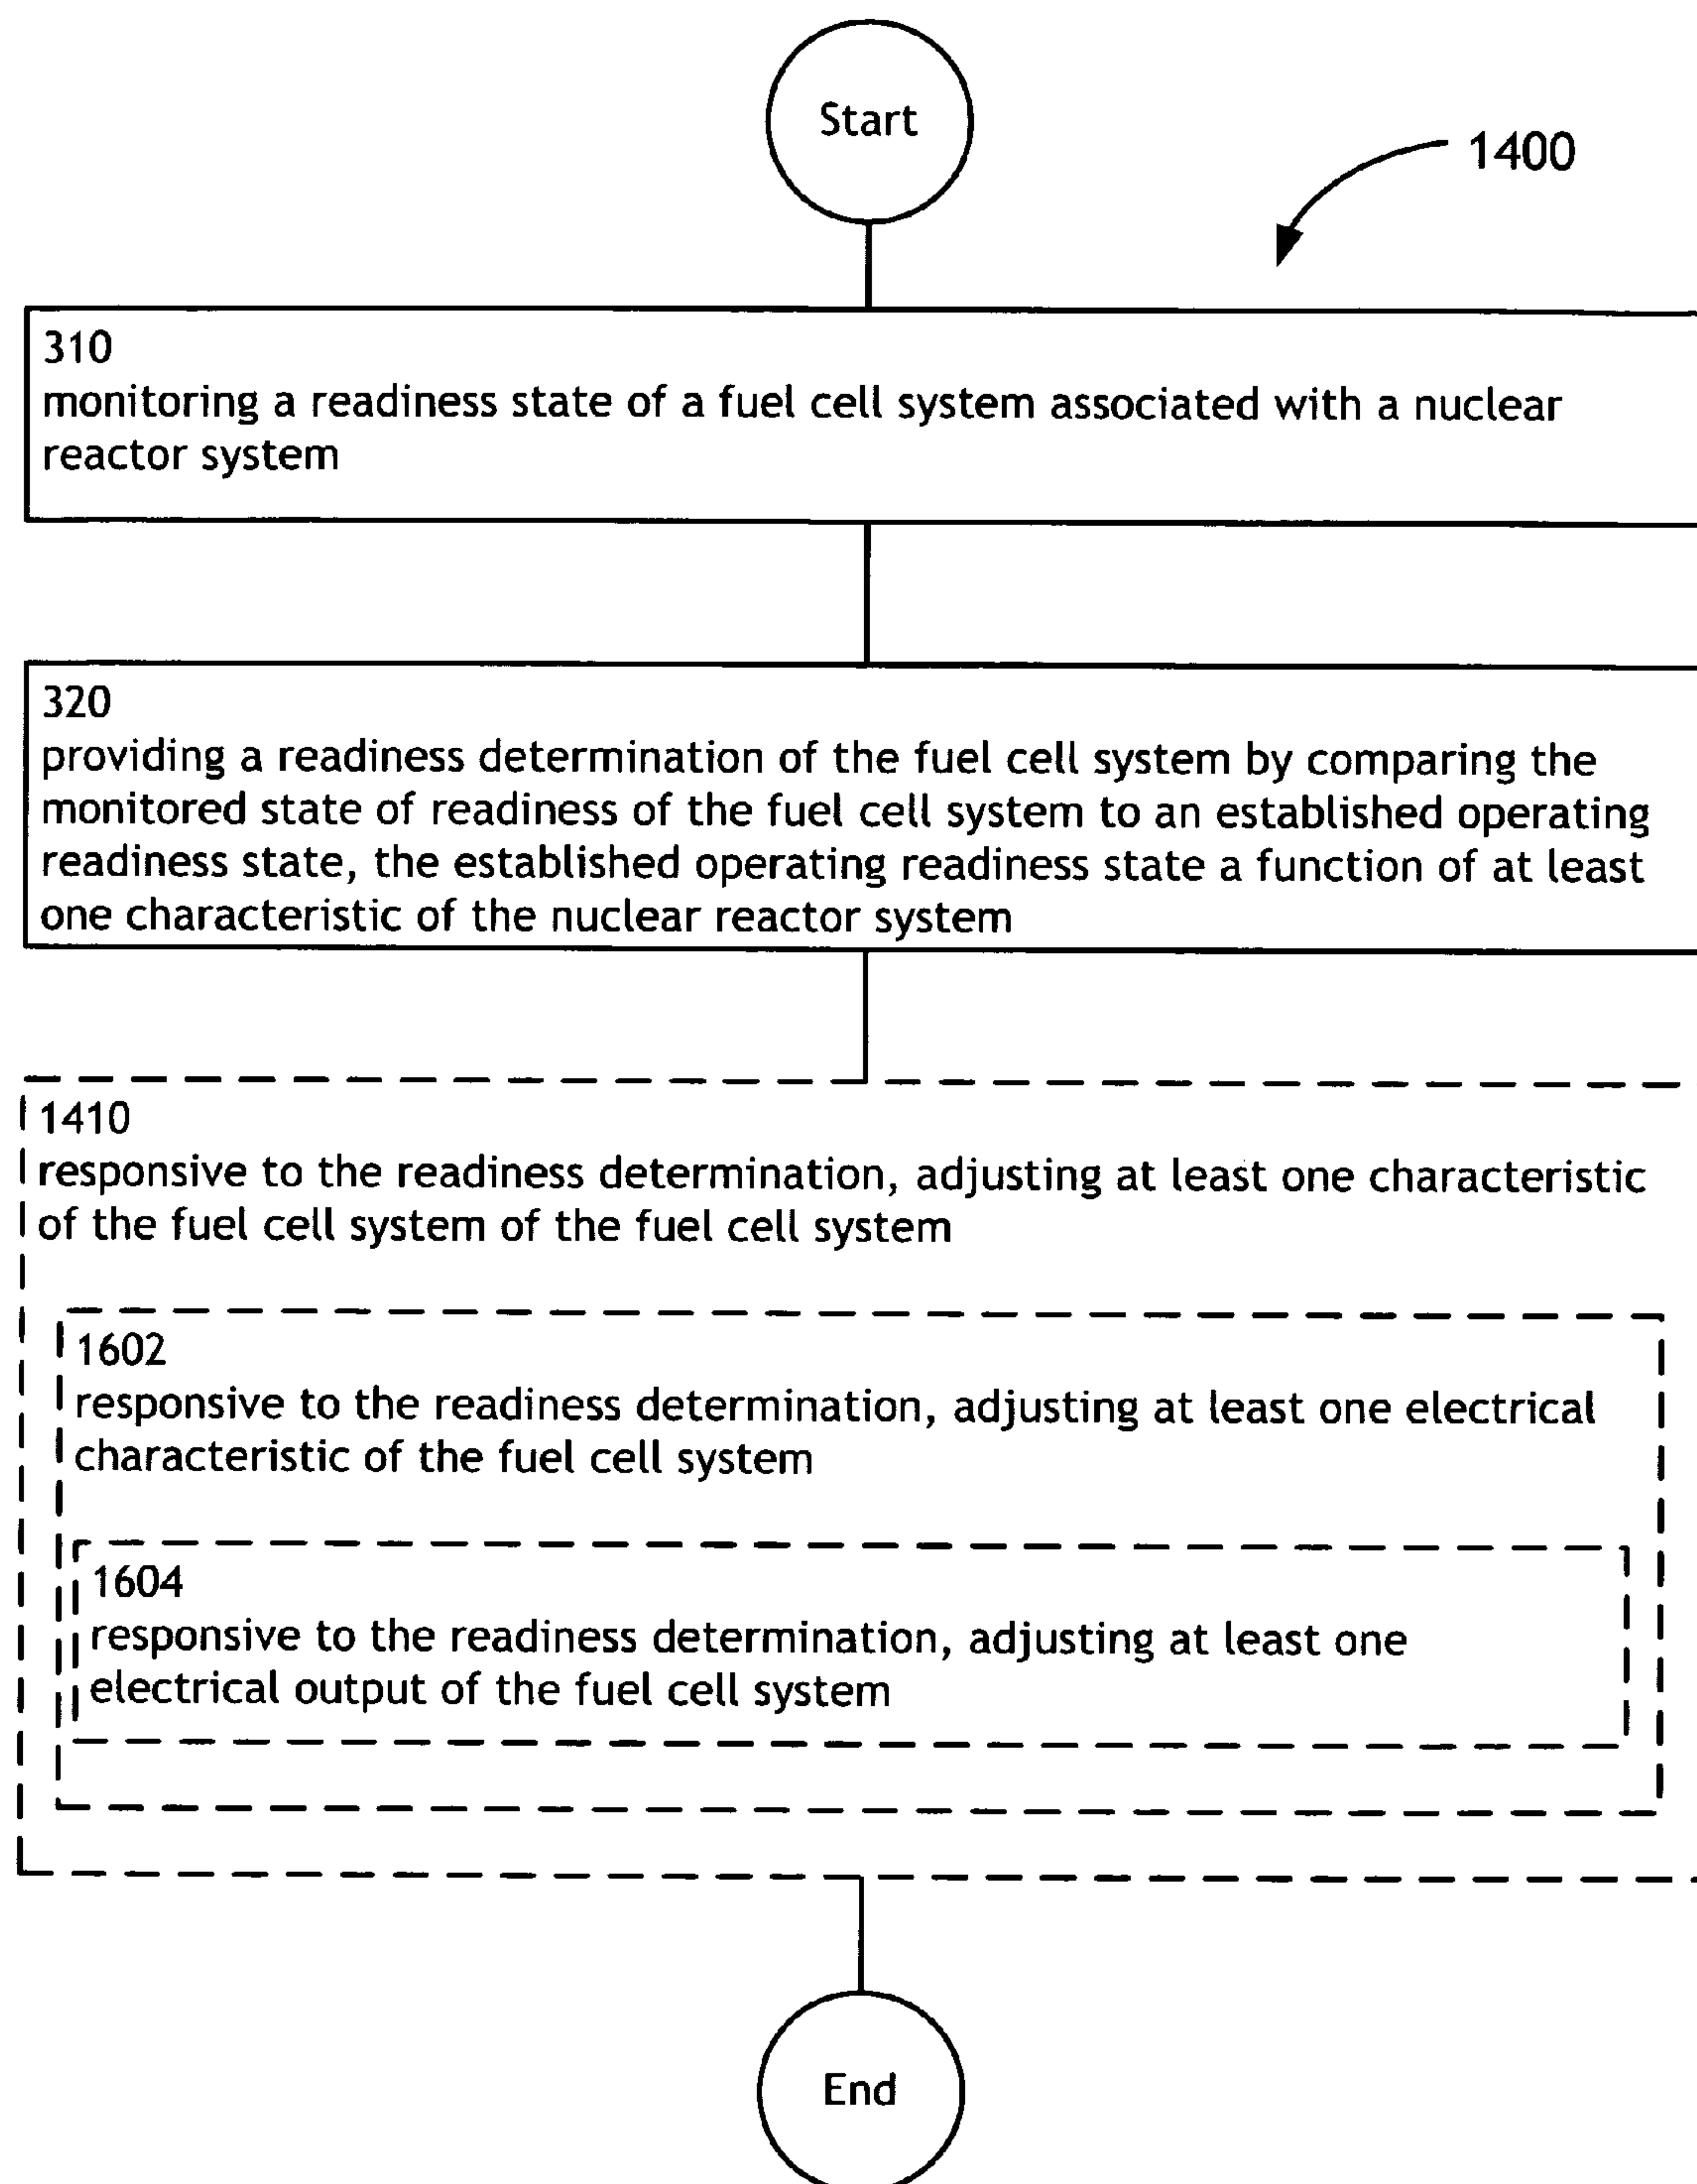 Start
1400
310
monitoring a readiness state of a fuel cell system associated with a nuclear
reactor system
320
providing a readiness determination of the fuel cell system by comparing the
monitored state of readiness of the fuel cell system to an established operating
readiness state, the established operating readiness state a function of at least
one characteristic of the nuclear reactor system
1410
responsive to the readiness determination, adjusting at least one characteristic
of the fuel cell system of the fuel cell system
1602
responsive to the readiness determination, adjusting at least one electrical
characteristic of the fuel cell system
1604
responsive to the readiness determination, adjusting at least one
electrical output of the fuel cell system
End